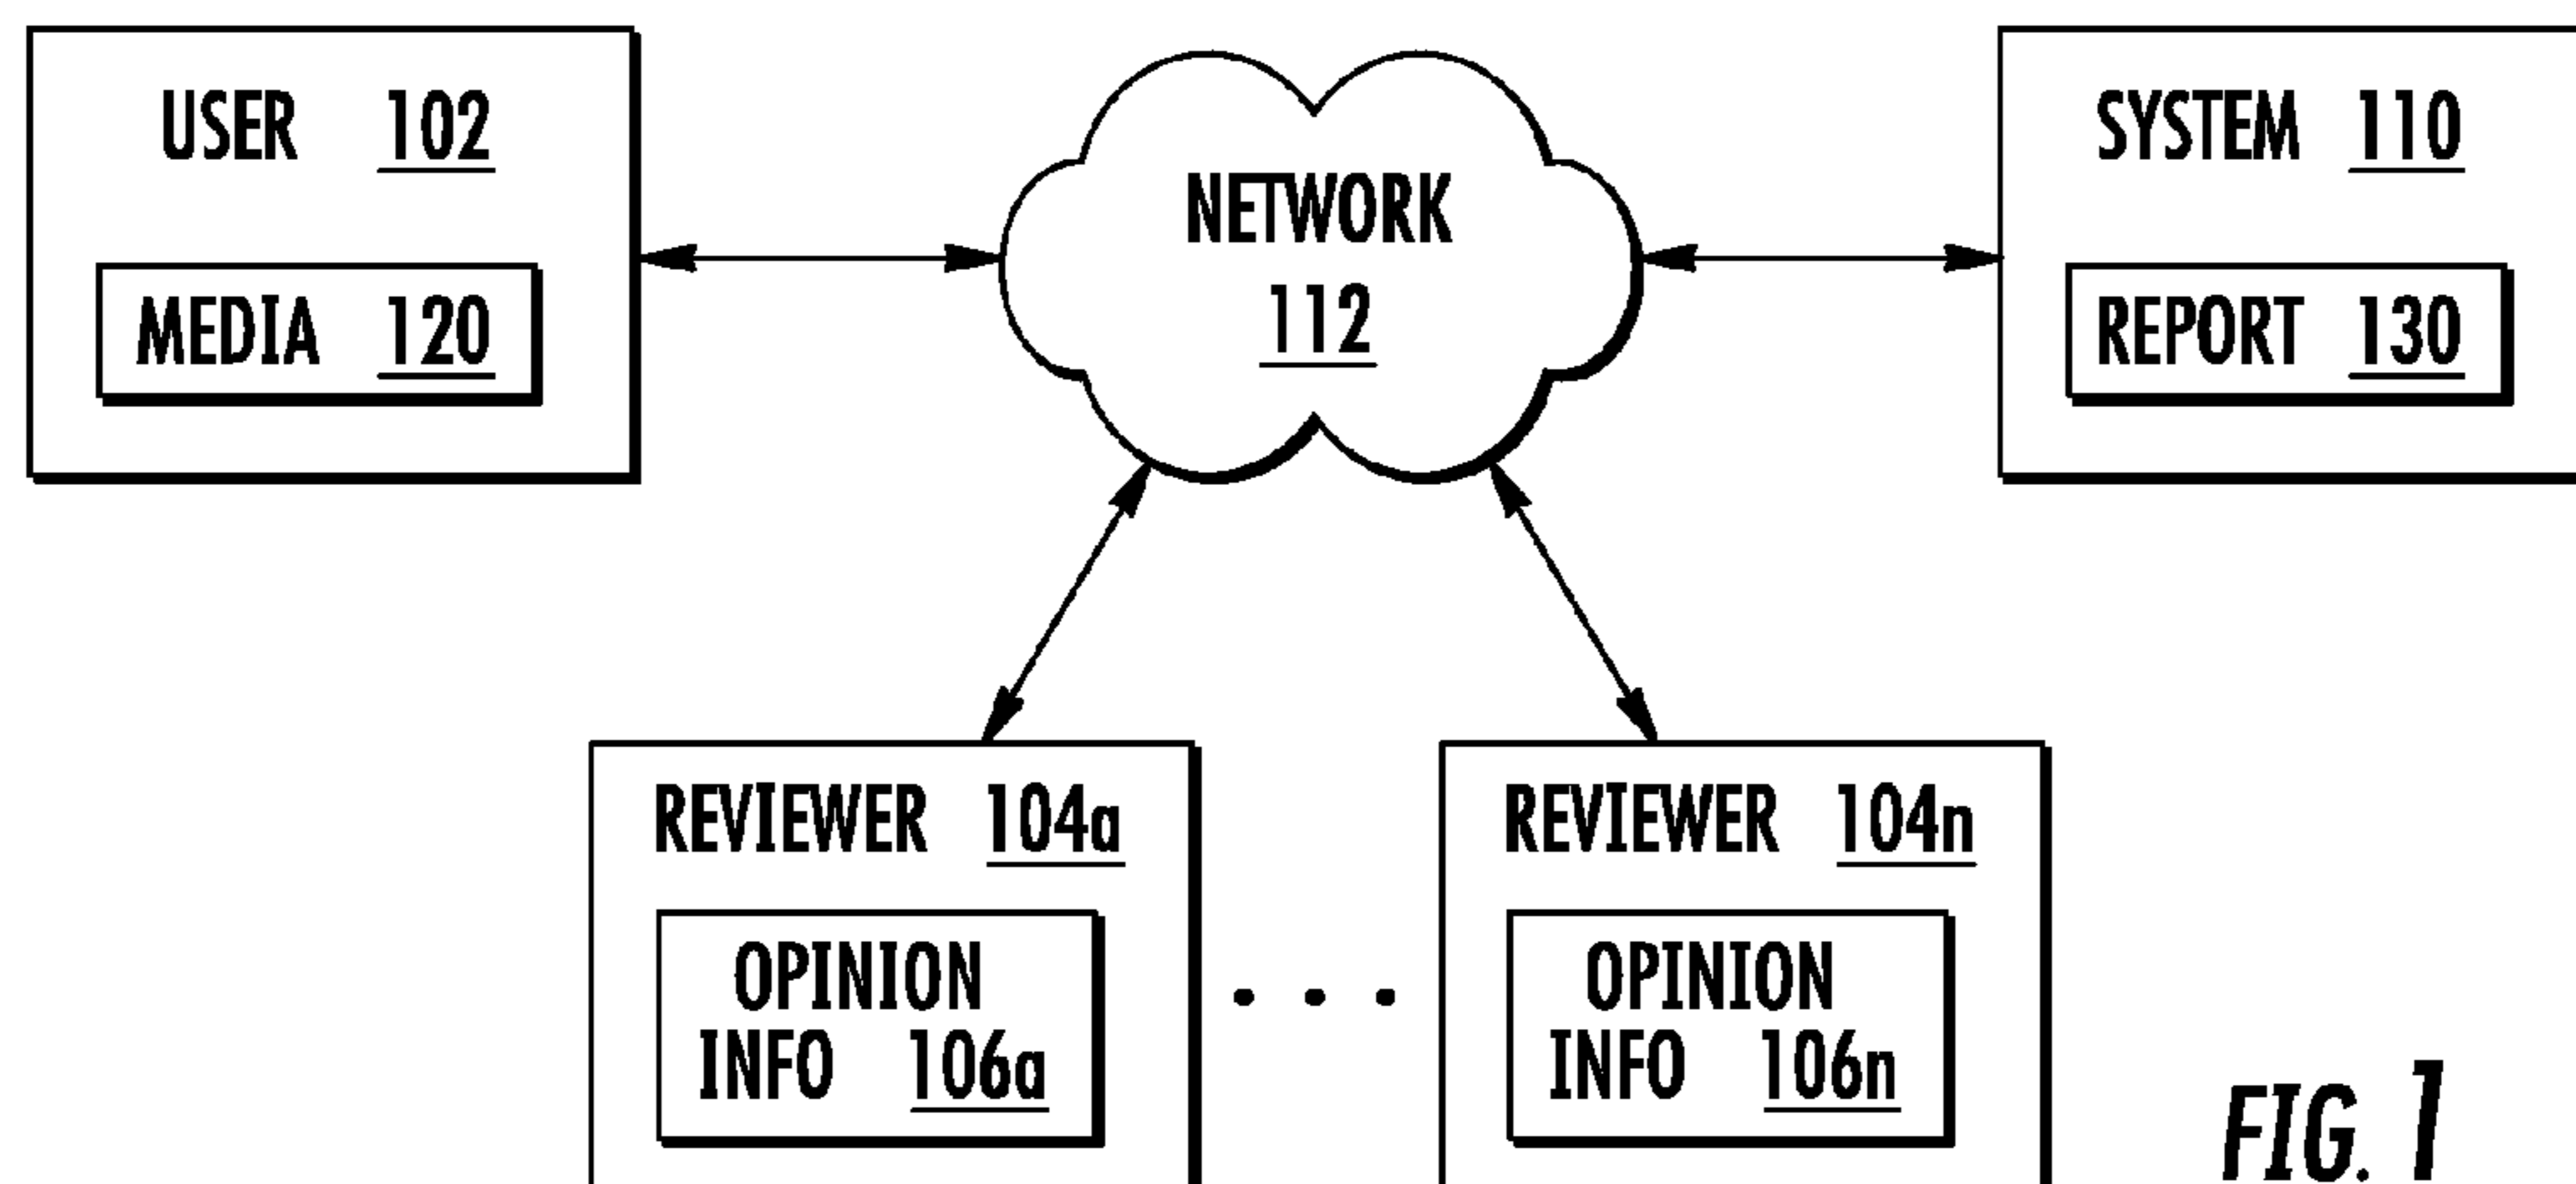 USER 102
MEDIA 120
NETWORK
112
SYSTEM 110
REPORT 130
REVIEWER 104a
OPINION
INFO 106a
. . .
REVIEWER 104n
OPINION
INFO 106n
FIG. 1